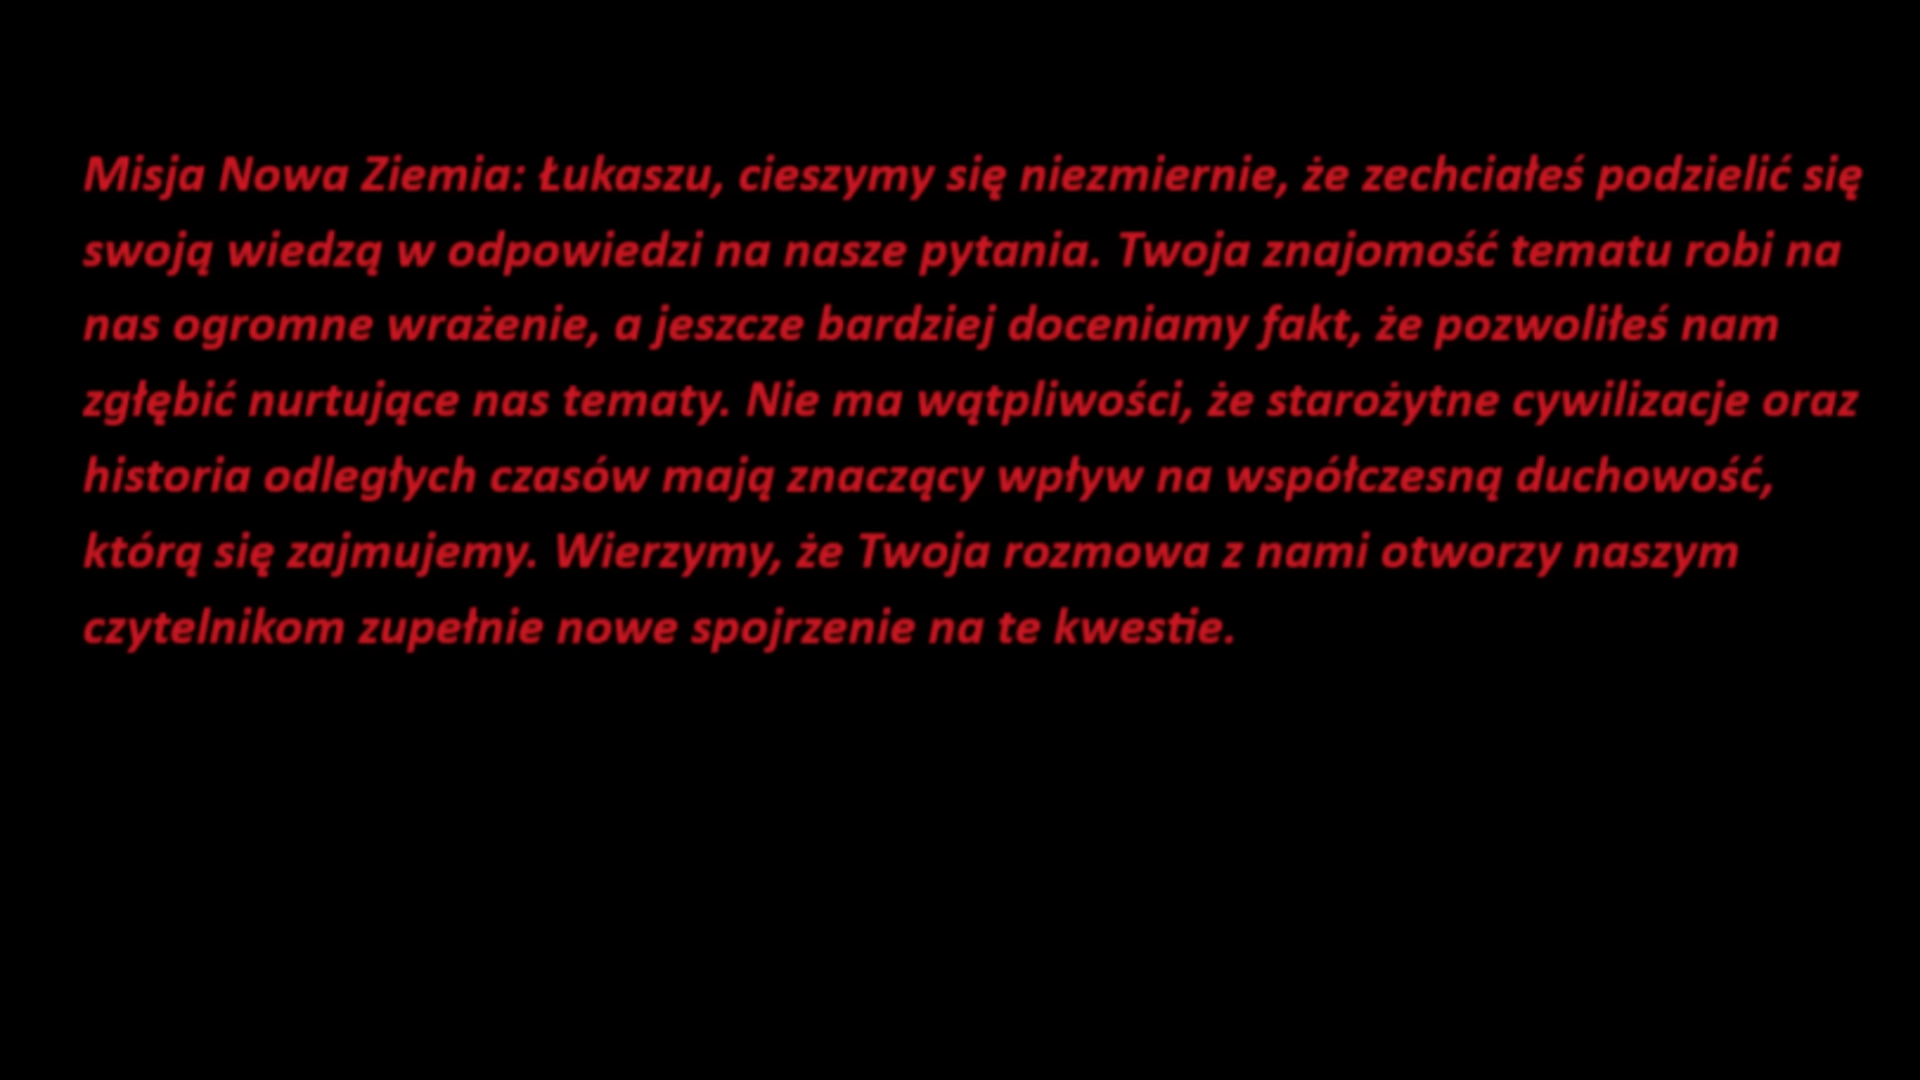 Misja Nowa Ziemia: Łukaszu, cieszymy się niezmiernie, że zechciałeś podzielić się
swoją wiedzą w odpowiedzi na nasze pytania. Twoja znajomość tematu robi na
nas ogromne wrażenie, a jeszcze bardziej doceniamy fakt, że pozwoliłeś nam
zgłębić nurtujące nas tematy. Nie ma wątpliwości, że starożytne cywilizacje oraz
historia odległych czasów mają znaczący wpływ na współczesną duchowość,
którą się zajmujemy. Wierzymy, że Twoja rozmowa z nami otworzy naszym
czytelnikom zupełnie nowe spojrzenie na te kwestie.